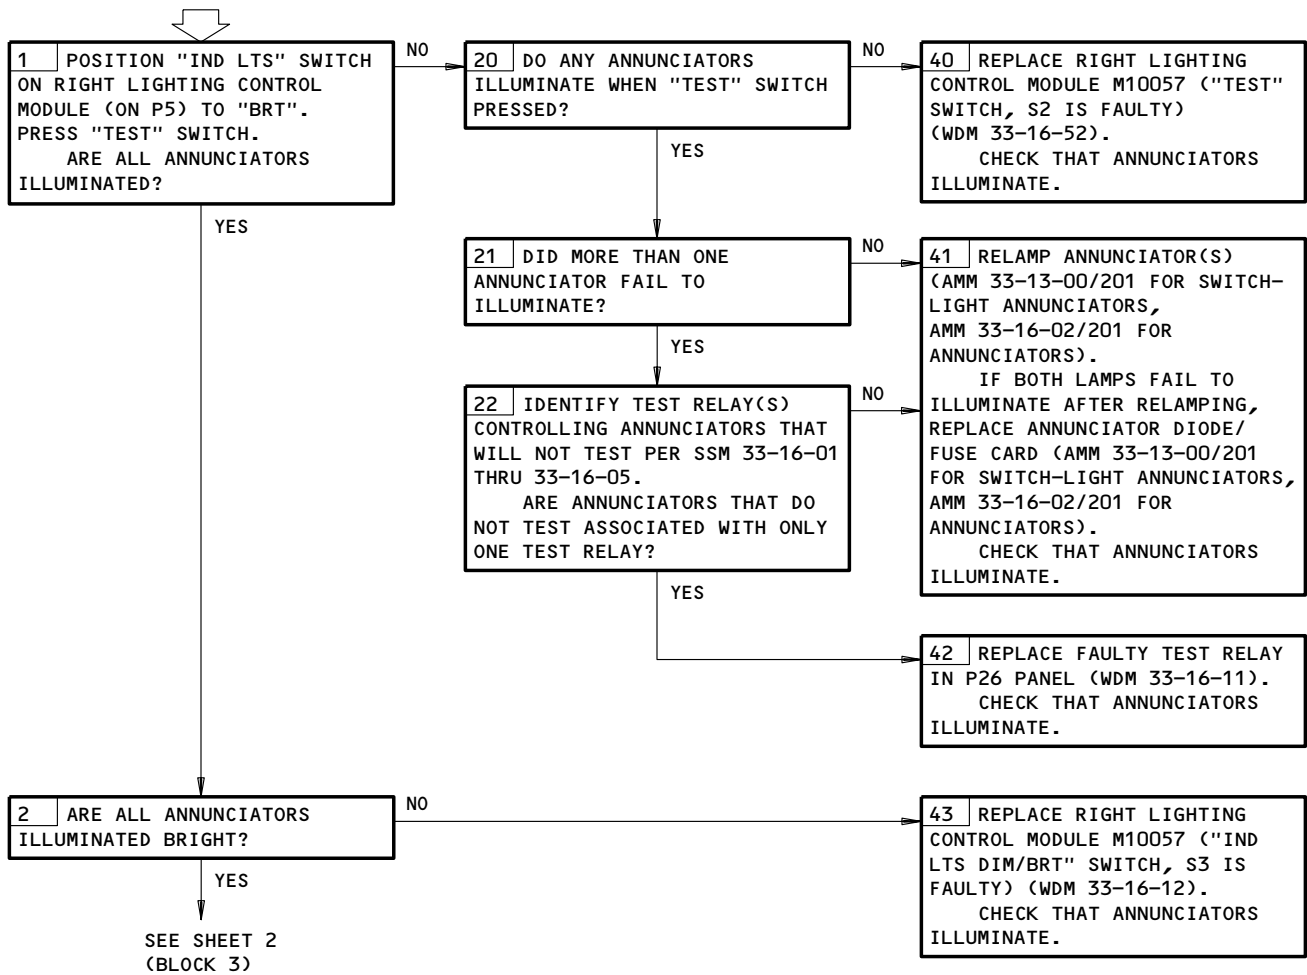 1 POSITION "IND LTS" SWITCH
ON RIGHT LIGHTING CONTROL
MODULE (ON P5) TO "BRT".
PRESS "TEST" SWITCH.
ARE ALL ANNUNCIATORS
ILLUMINATED?
NO
YES
20 DO ANY ANNUNCIATORS
ILLUMINATE WHEN "TEST" SWITCH
PRESSED?
NO
YES
40 REPLACE RIGHT LIGHTING
CONTROL MODULE M10057 ("TEST"
SWITCH, S2 IS FAULTY)
(WDM 33-16-52).
CHECK THAT ANNUNCIATORS
ILLUMINATE.
21 DID MORE THAN ONE
ANNUNCIATOR FAIL TO
ILLUMINATE?
NO
YES
41 RELAMP ANNUNCIATOR(S)
(AMM 33-13-00/201 FOR SWITCH-
LIGHT ANNUNCIATORS,
AMM 33-16-02/201 FOR
ANNUNCIATORS).
IF BOTH LAMPS FAIL TO
ILLUMINATE AFTER RELAMPING,
REPLACE ANNUNCIATOR DIODE/
FUSE CARD (AMM 33-13-00/201
FOR SWITCH-LIGHT ANNUNCIATORS,
AMM 33-16-02/201 FOR
ANNUNCIATORS).
CHECK THAT ANNUNCIATORS
ILLUMINATE.
22 IDENTIFY TEST RELAY(S)
CONTROLLING ANNUNCIATORS THAT
WILL NOT TEST PER SSM 33-16-01
THRU 33-16-05.
ARE ANNUNCIATORS THAT DO
NOT TEST ASSOCIATED WITH ONLY
ONE TEST RELAY?
NO
YES
42 REPLACE FAULTY TEST RELAY
IN P26 PANEL (WDM 33-16-11).
CHECK THAT ANNUNCIATORS
ILLUMINATE.
2 ARE ALL ANNUNCIATORS
ILLUMINATED BRIGHT?
NO
YES
43 REPLACE RIGHT LIGHTING
CONTROL MODULE M10057 ("IND
LTS DIM/BRT" SWITCH, S3 IS
FAULTY) (WDM 33-16-12).
CHECK THAT ANNUNCIATORS
ILLUMINATE.
SEE SHEET 2
(BLOCK 3)